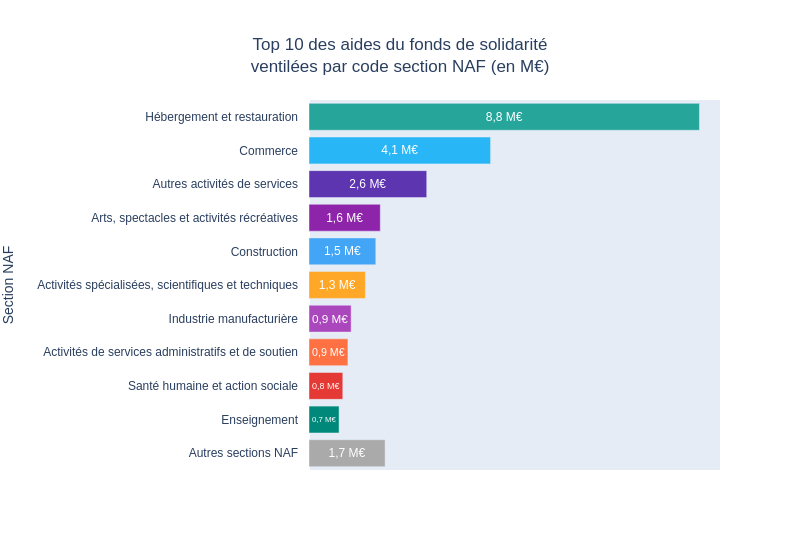 Top 10 des aides du fonds de solidarité
ventilées par code section NAF (en M€)
Section NAF
Hébergement et restauration 8,8 M€
Commerce 4,1 M€
Autres activités de services 2,6 M€
Arts, spectacles et activités récréatives 1,6 M€
Construction 1,5 M€
Activités spécialisées, scientifiques et techniques 1,3 M€
Industrie manufacturière 0,9 M€
Activités de services administratifs et de soutien 0,9 M€
Santé humaine et action sociale 0,8 M€
Enseignement 0,7 M€
Autres sections NAF 1,7 M€